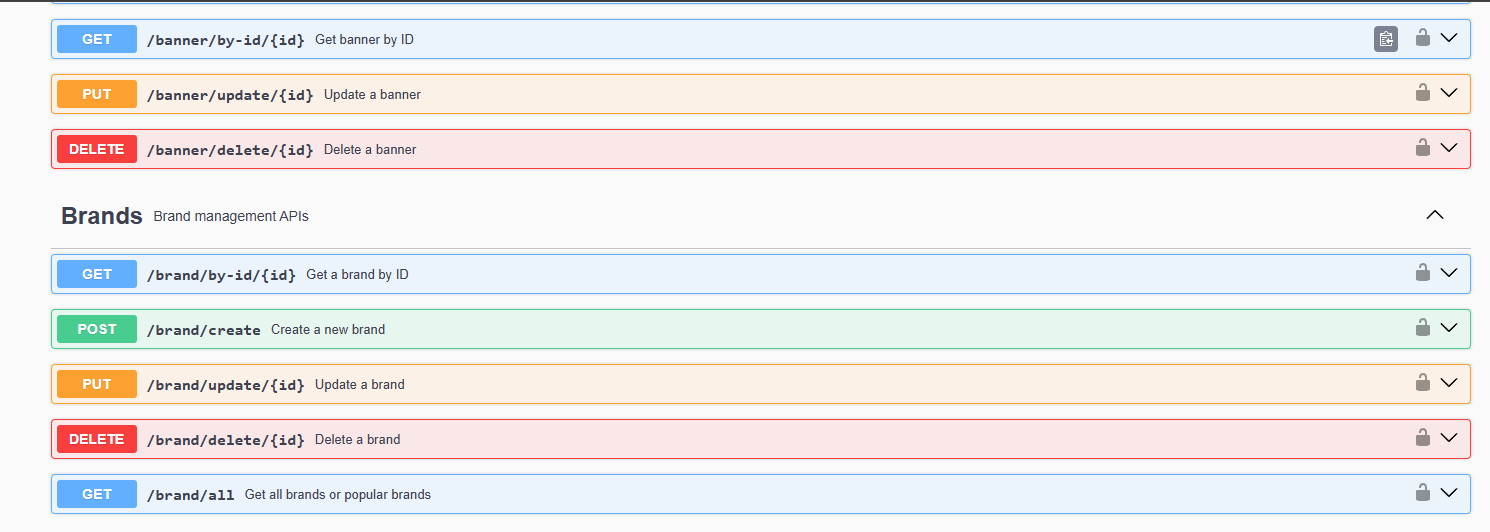 GET /banner/by-id/{id} Get banner by ID
PUT /banner/update/{id} Update a banner
DELETE /banner/delete/{id} Delete a banner
Brands Brand management APIs
GET /brand/by-id/{id} Get a brand by ID
POST /brand/create Create a new brand
PUT /brand/update/{id} Update a brand
DELETE /brand/delete/{id} Delete a brand
GET /brand/all Get all brands or popular brands